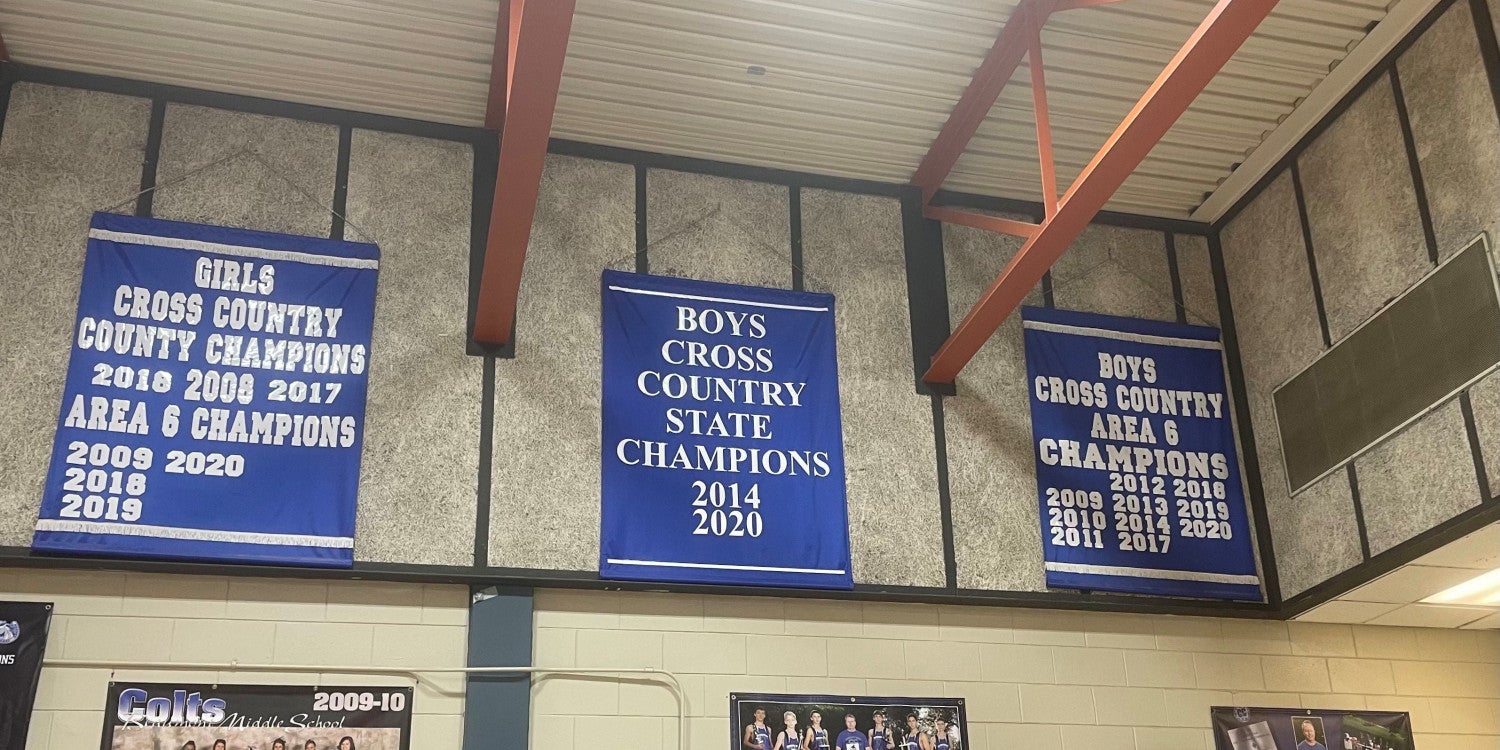 GIRLS
CROSS COUNTRY
COUNTY CHAMPIONS
2018 2008 2017
AREA 6 CHAMPIONS
2009 2020
2018
2019
BOYS
CROSS
COUNTRY
STATE
CHAMPIONS
2014
2020
BOYS
CROSS COUNTRY
AREA 6
CHAMPIONS
2012 2018
2009 2013 2019
2010 2014 2020
2011 2017
Colts 2009-10
Middle School